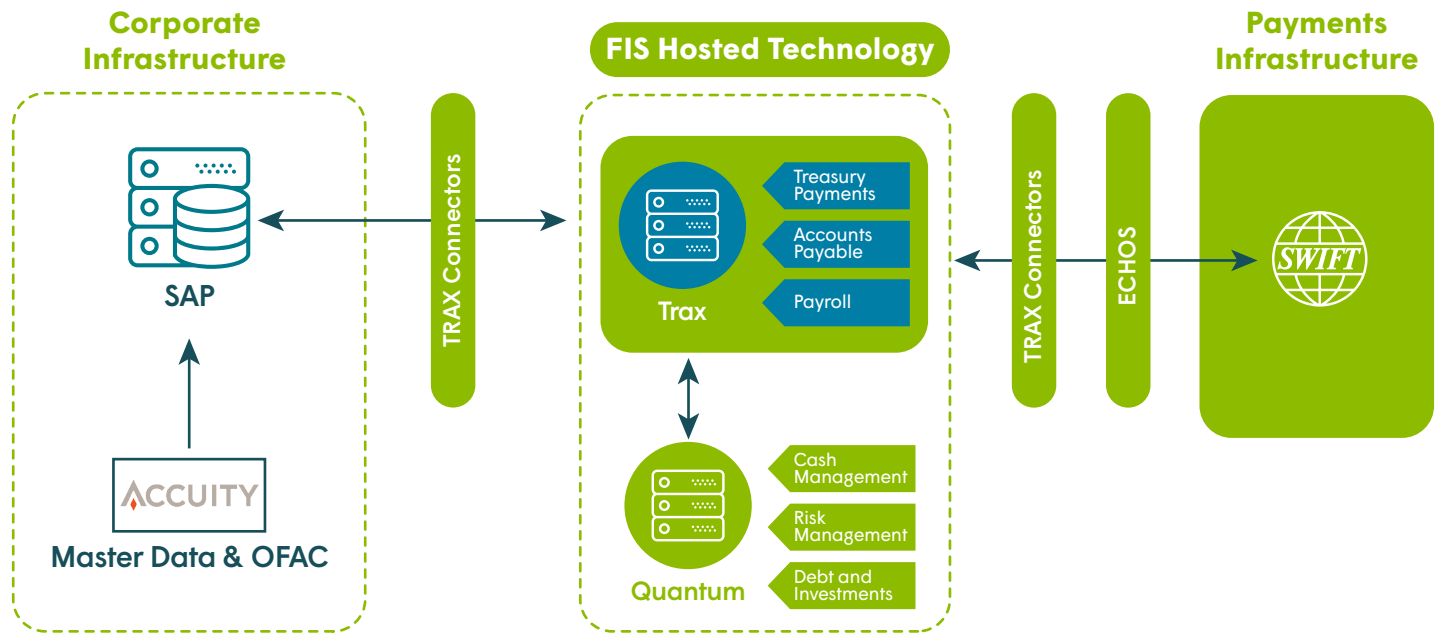 Corporate
Infrastructure
SAP
ACCUITY
Master Data & OFAC
TRAX Connectors
FIS Hosted Technology
Trax
Treasury
Payments
Accounts
Payable
Payroll
Quantum
Cash
Management
Risk
Management
Debt and
Investments
TRAX Connectors
ECHOS
Payments
Infrastructure
SWIFT